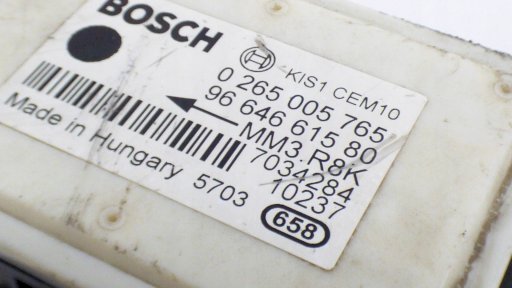 BOSCH
KIS1 CEM10
0 265 005 765
96 646 615 80
MM3.R8K
7034284
10237
Made in Hungary 5703
658